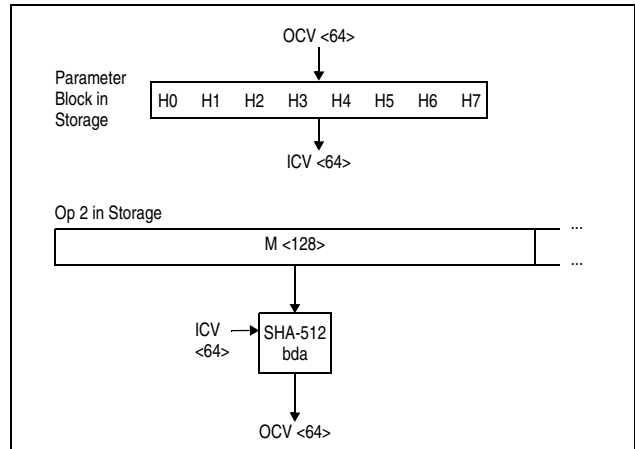 OCV <64>
Parameter
Block in
Storage
H0 H1 H2 H3 H4 H5 H6 H7
ICV <64>
Op 2 in Storage
M <128>
...
...
ICV
<64>
SHA-512
bda
OCV <64>